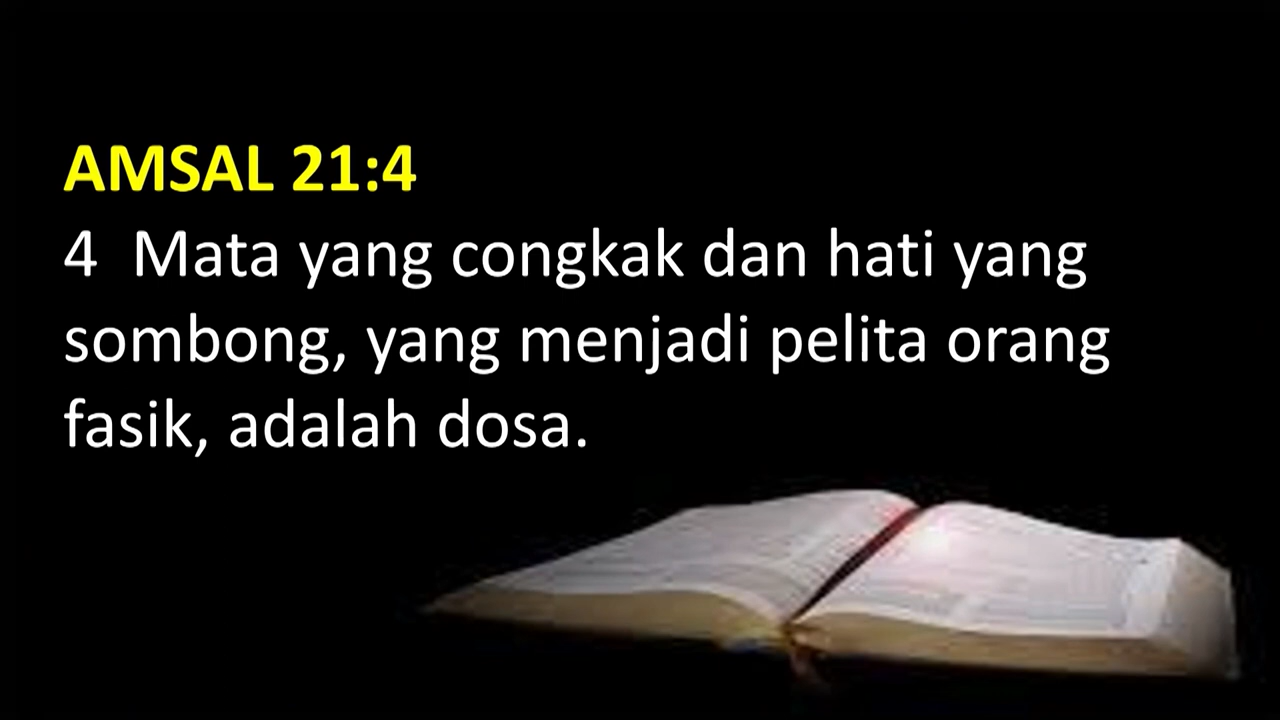 AMSAL 21:4
4 Mata yang congkak dan hati yang
sombong, yang menjadi pelita orang
fasik, adalah dosa.